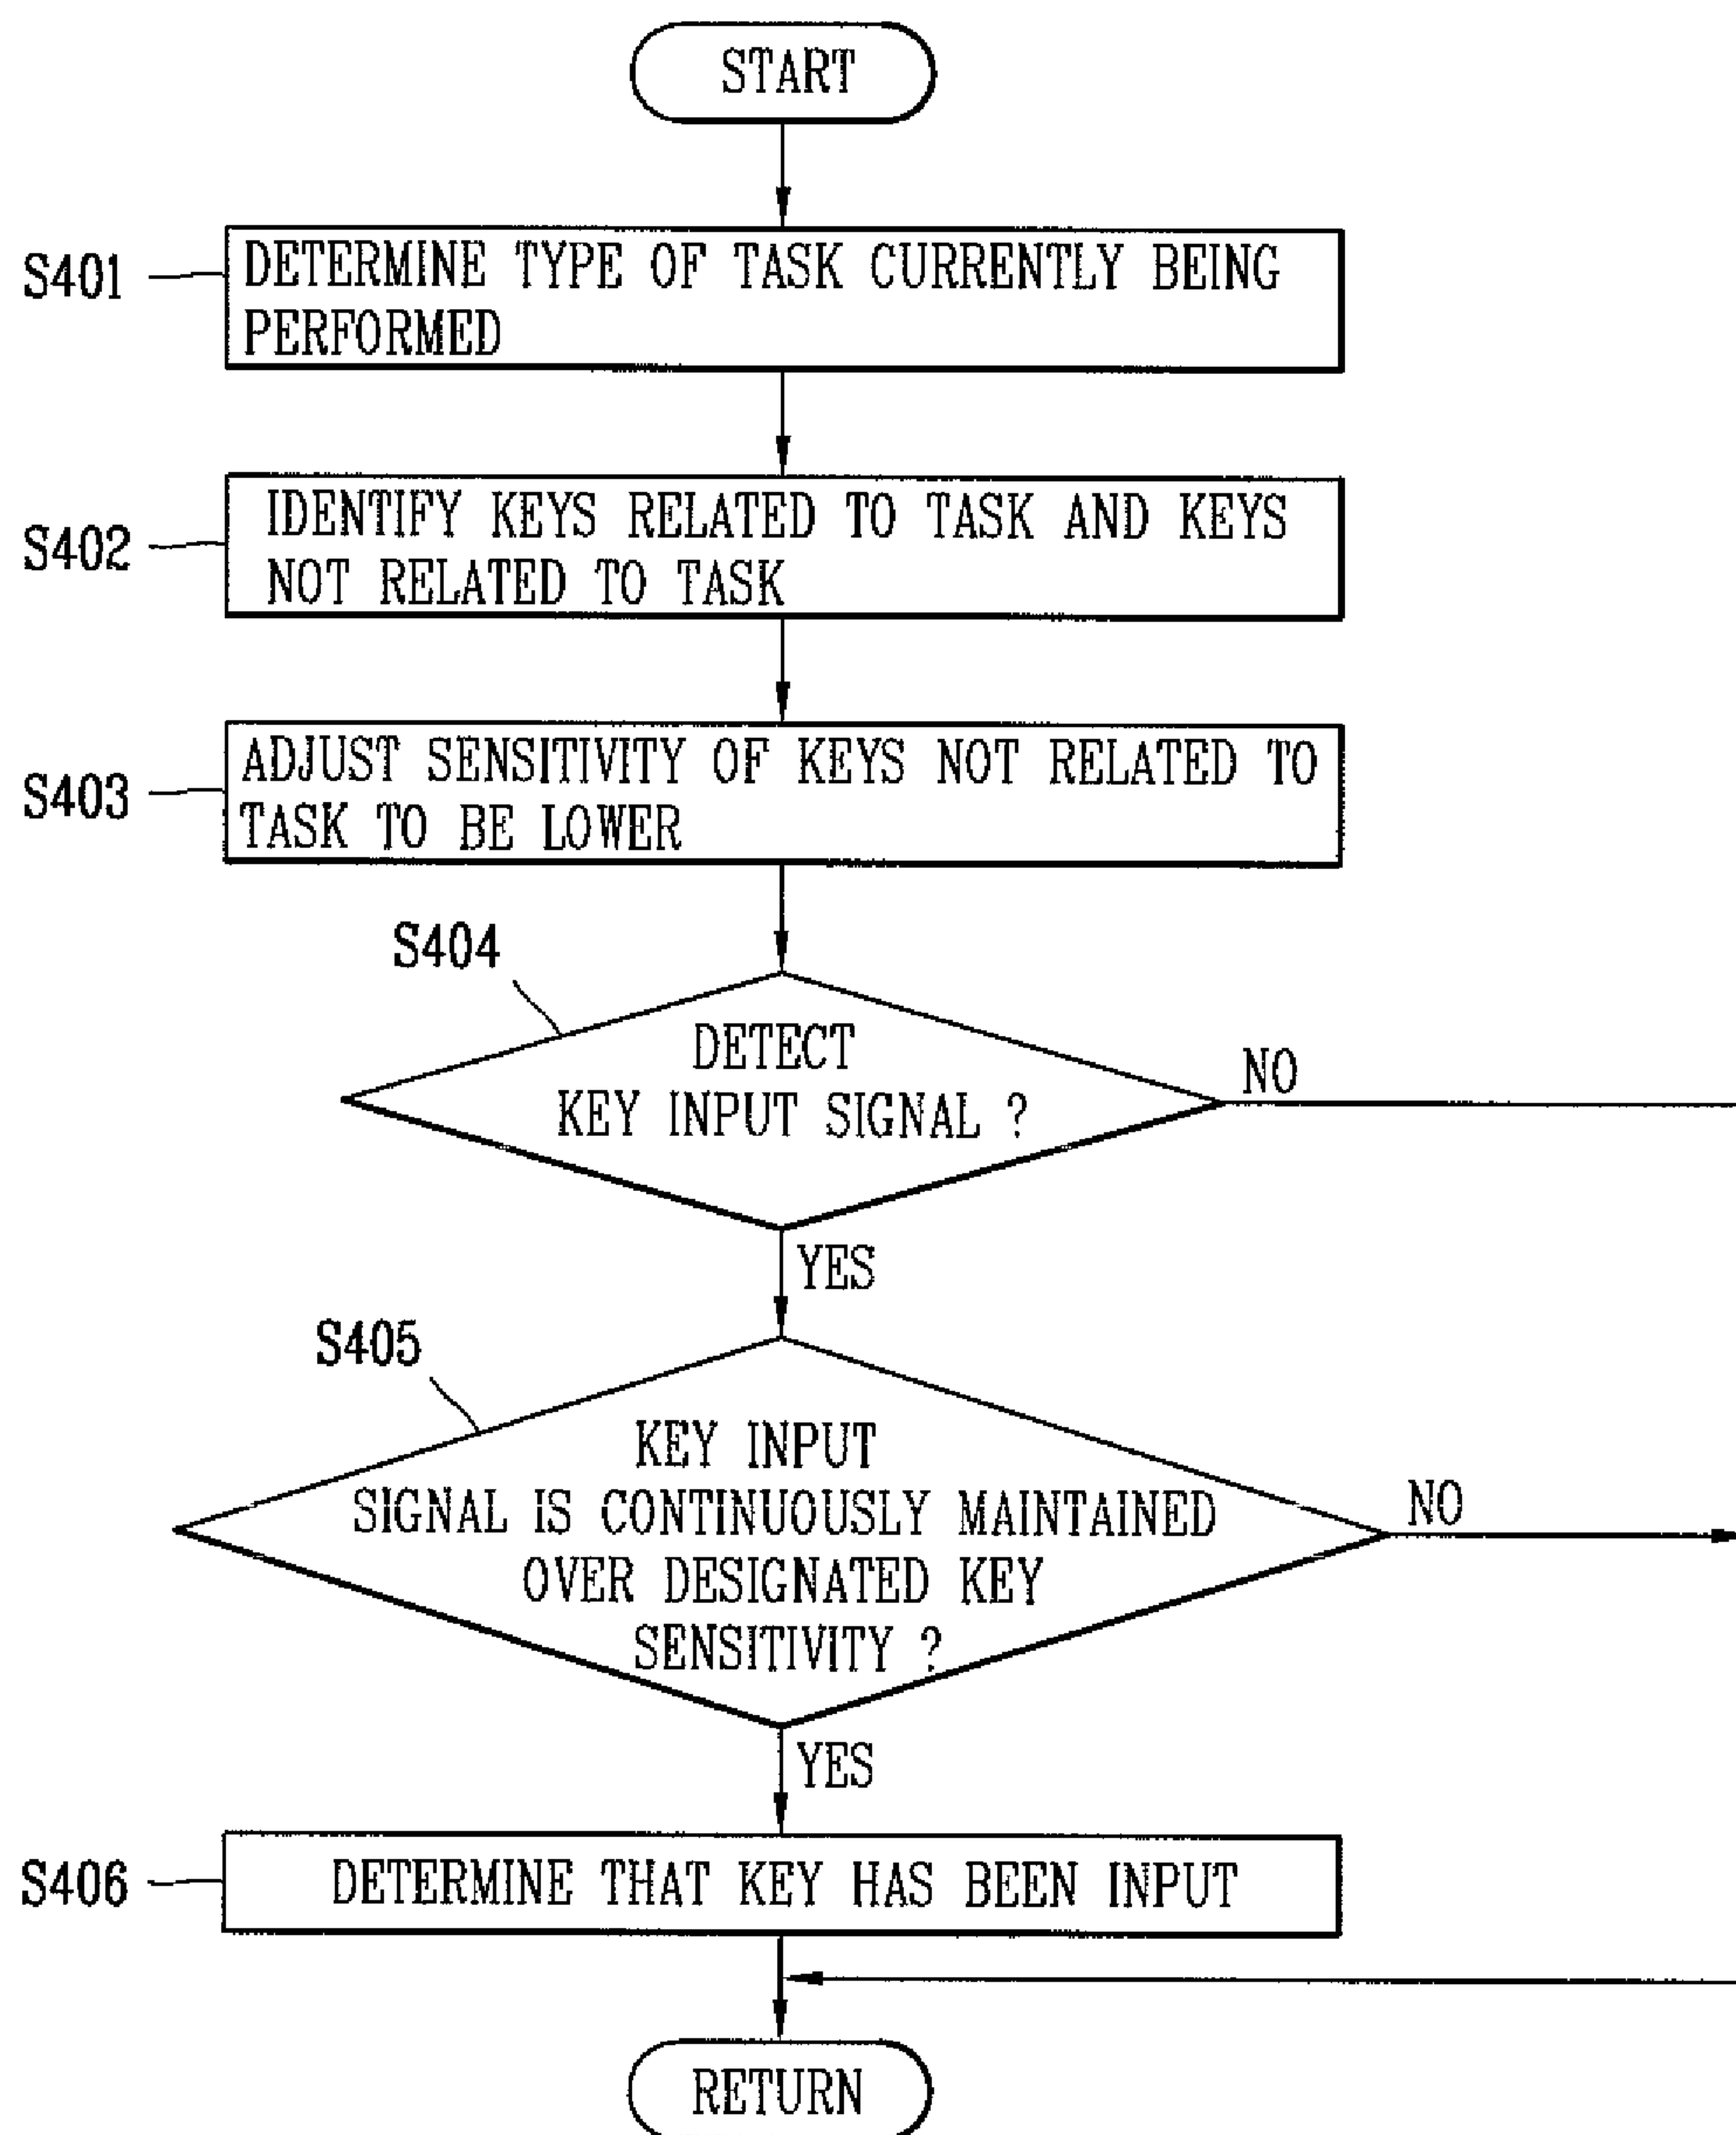 START
S401
DETERMINE TYPE OF TASK CURRENTLY BEING
PERFORMED
S402
IDENTIFY KEYS RELATED TO TASK AND KEYS
NOT RELATED TO TASK
S403
ADJUST SENSITIVITY OF KEYS NOT RELATED TO
TASK TO BE LOWER
S404
DETECT
KEY INPUT SIGNAL ?
NO
YES
S405
KEY INPUT
SIGNAL IS CONTINUOUSLY MAINTAINED
OVER DESIGNATED KEY
SENSITIVITY ?
NO
YES
S406
DETERMINE THAT KEY HAS BEEN INPUT
RETURN